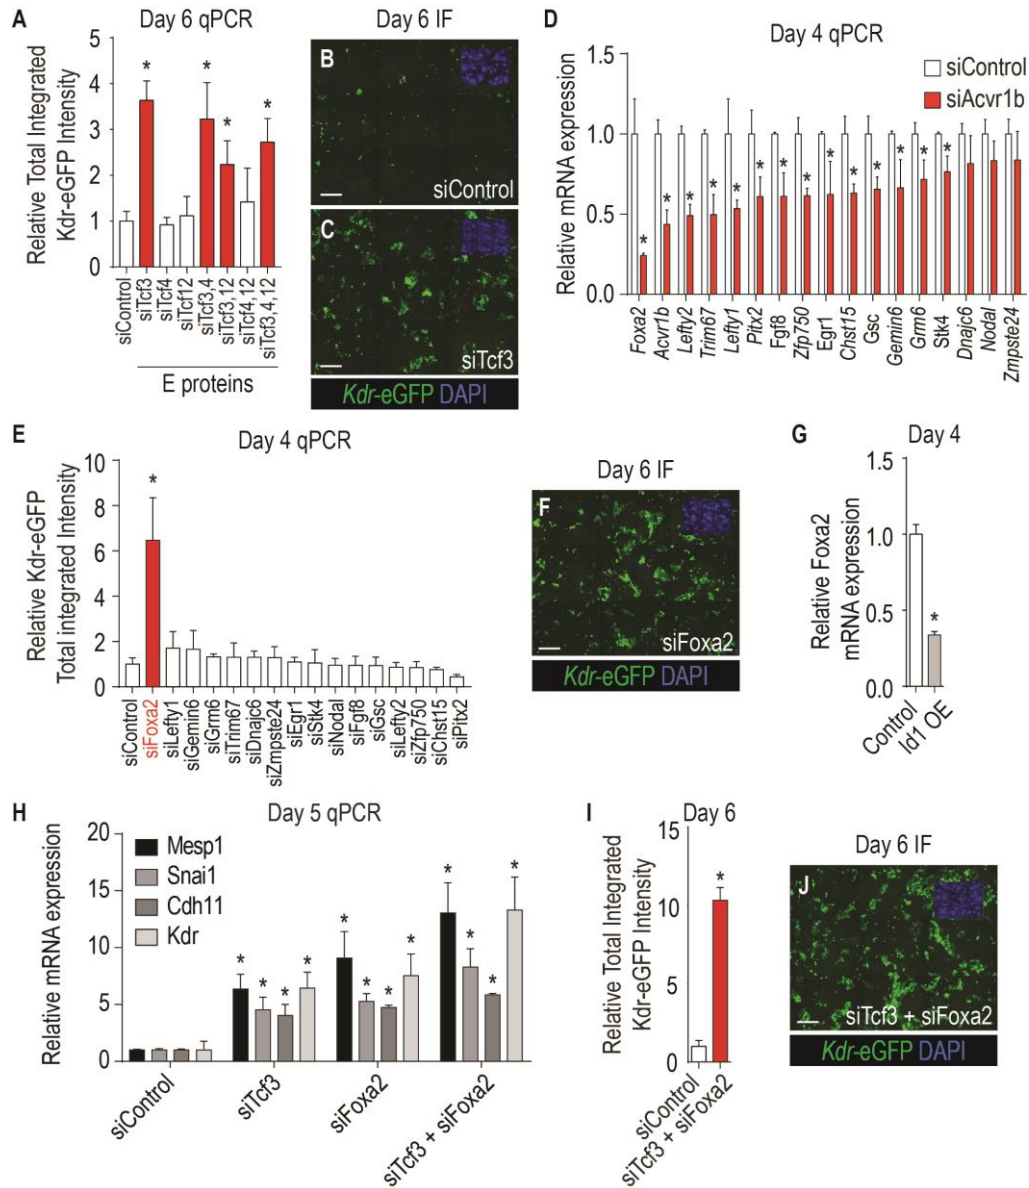 A
Day 6 qPCR
Relative Total Integrated
Kdr-eGFP Intensity
5
4
3
2
1
0
*
*
*
*
siControl
siTcf3
siTcf4
siTcf12
siTcf3,4
siTcf3,12
siTcf4,12
siTcf3,4,12
E proteins
Day 6 IF
B
siControl
C
siTcf3
Kdr-eGFP DAPI
D
Day 4 qPCR
siControl
siAcvr1b
Relative mRNA expression
1.5
1.0
0.5
0.0
*
*
*
*
*
*
*
*
*
*
*
*
*
*
Foxa2
Acvr1b
Lefty2
Trim67
Lefty1
Pitx2
Fgf8
Zfp750
Egr1
Chst15
Gsc
Gemin6
Grm6
Stk4
Dnajc6
Nodal
Zmpste24
E
Day 4 qPCR
Relative Kdr-eGFP
Total integrated Intensity
10
8
6
4
2
0
*
siControl
siFoxa2
siLefty1
siGemin6
siGrm6
siTrim67
siDnajc6
siZmpste24
siEgr1
siStk4
siNodal
siFgf8
siGsc
siLefty2
siZfp750
siChst15
siPitx2
Day 6 IF
F
siFoxa2
Kdr-eGFP DAPI
G
Day 4
Relative Foxa2
mRNA expression
1.5
1.0
0.5
0.0
*
Control
Id1 OE
H
Day 5 qPCR
Relative mRNA expression
20
15
10
5
0
Mesp1
Snai1
Cdh11
Kdr
*
*
*
*
*
*
*
*
*
*
*
*
siControl
siTcf3
siFoxa2
siTcf3 + siFoxa2
I
Day 6
Relative Total Integrated
Kdr-eGFP Intensity
15
10
5
0
*
siControl
siTcf3 + siFoxa2
Day 6 IF
J
siTcf3 + siFoxa2
Kdr-eGFP DAPI